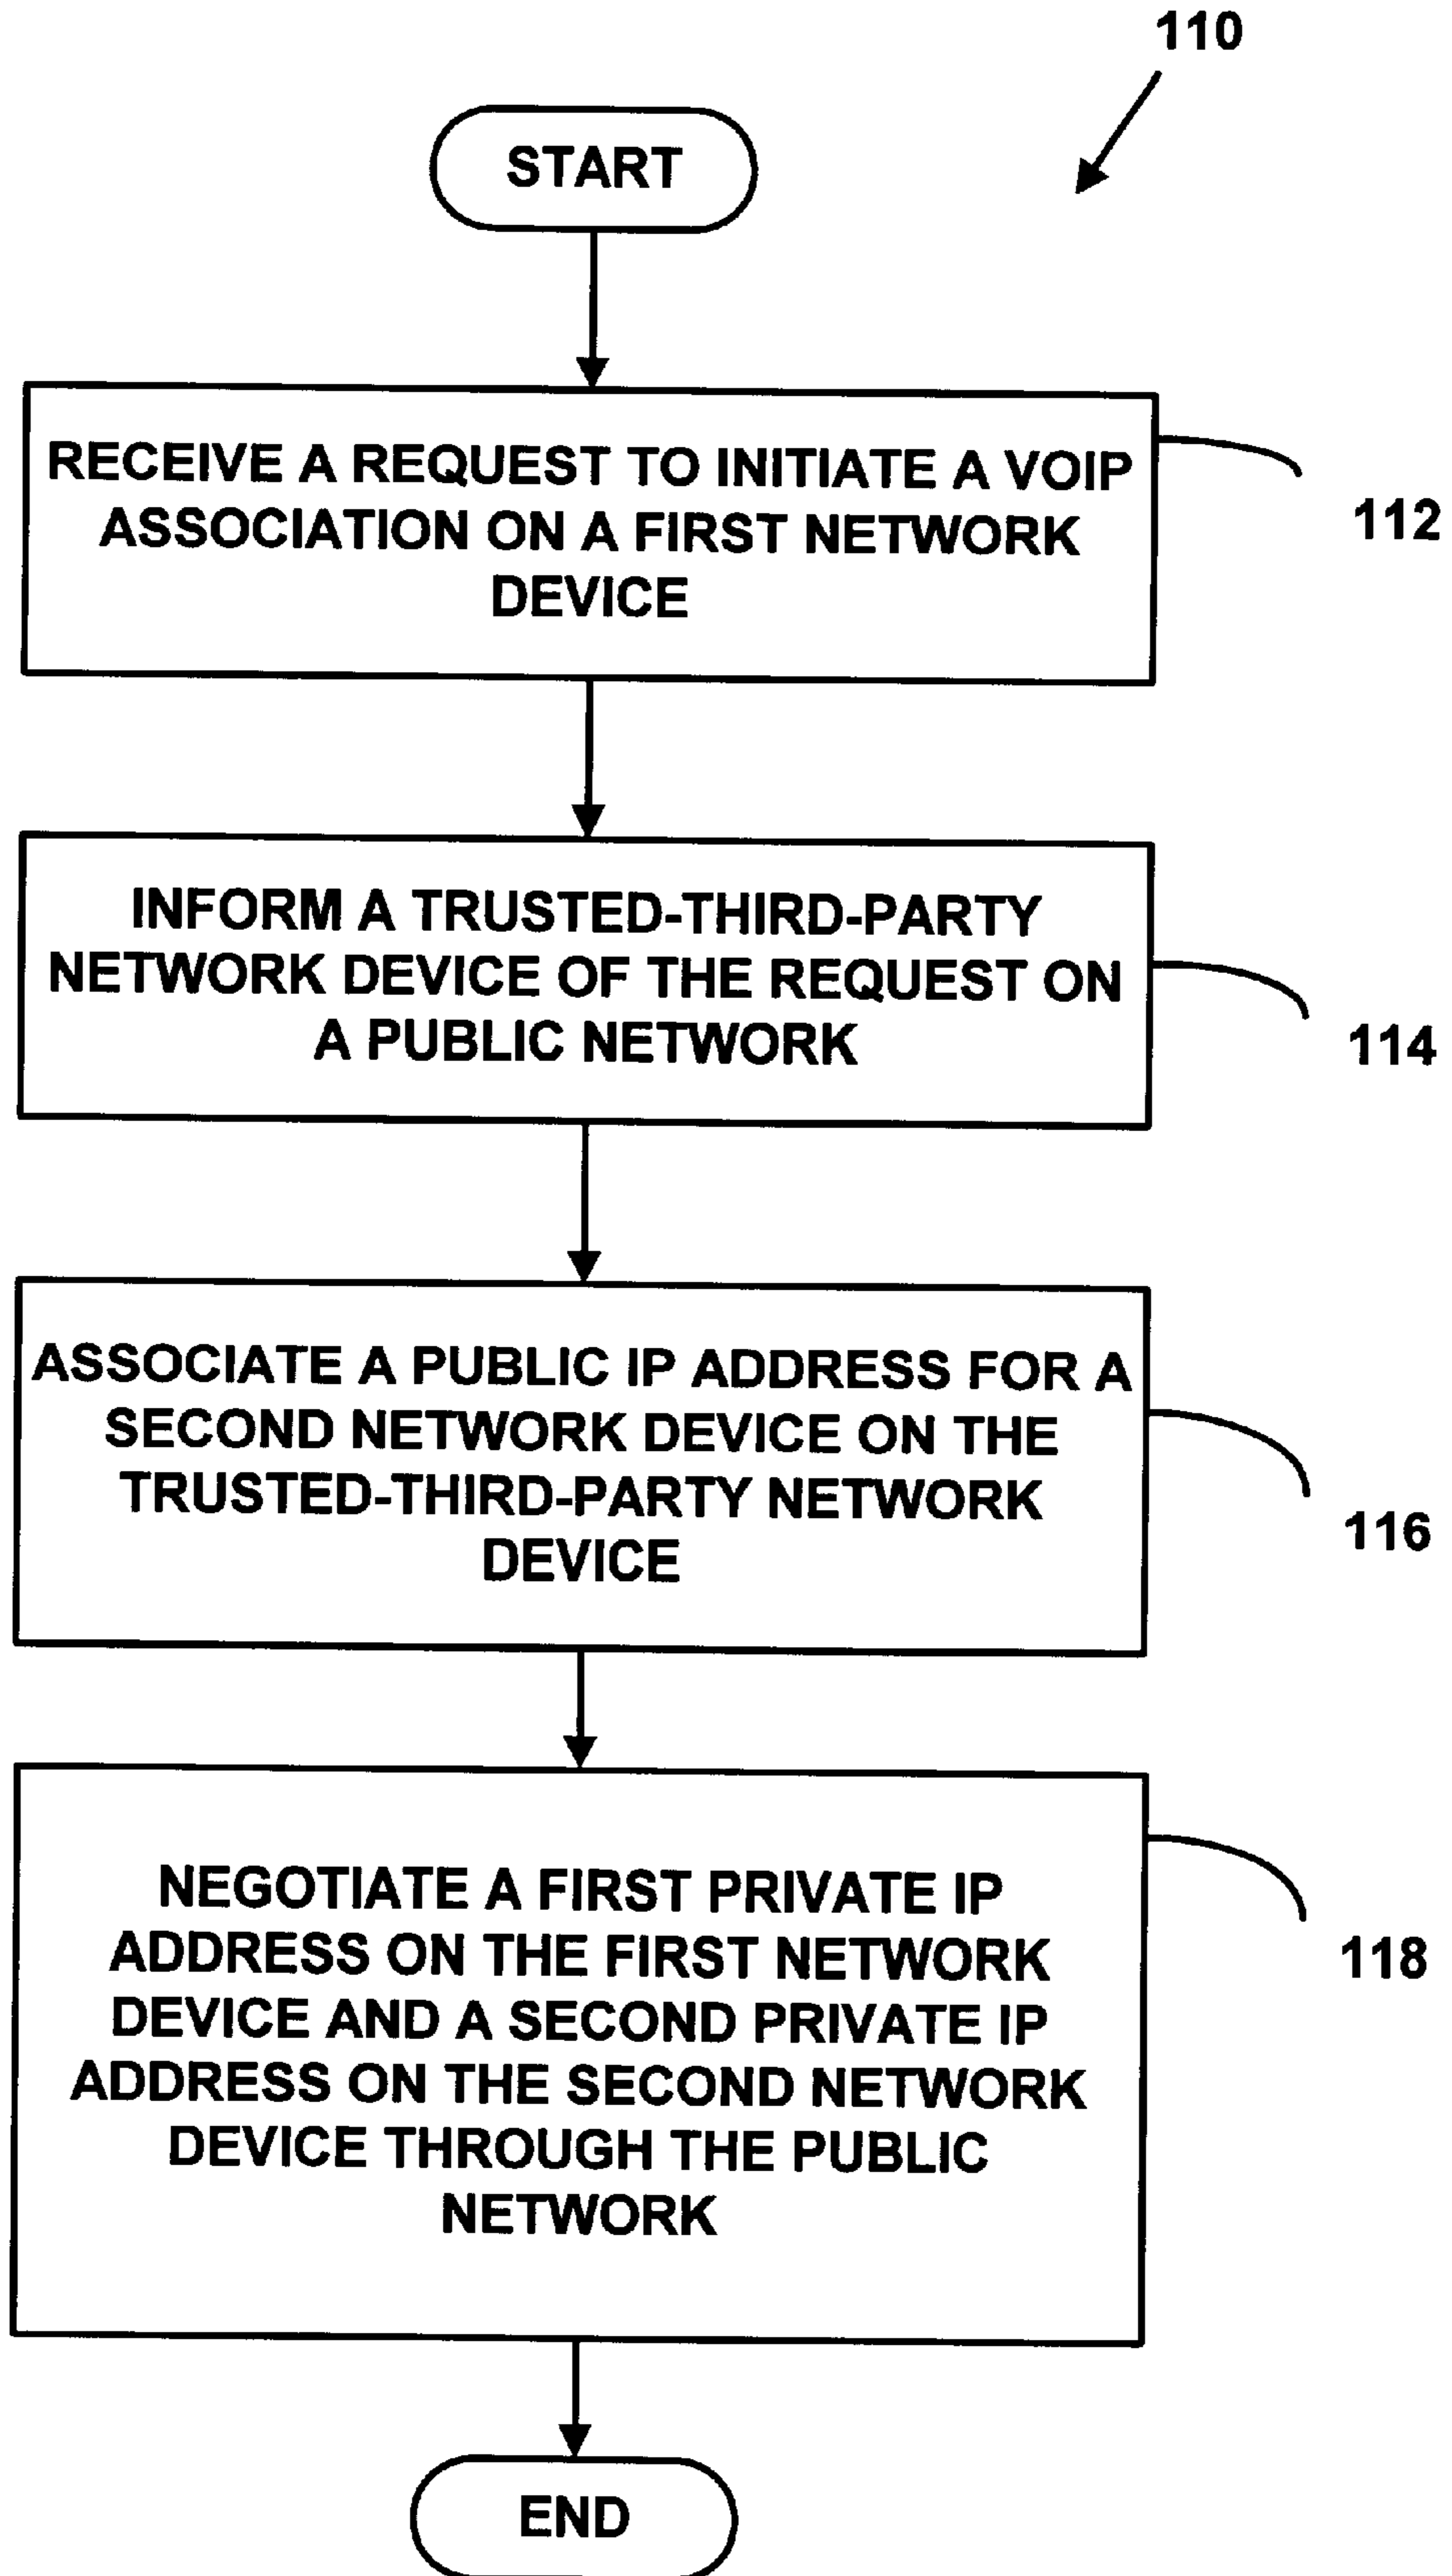 110
START
RECEIVE A REQUEST TO INITIATE A VOIP
ASSOCIATION ON A FIRST NETWORK
DEVICE
112
INFORM A TRUSTED-THIRD-PARTY
NETWORK DEVICE OF THE REQUEST ON
A PUBLIC NETWORK
114
ASSOCIATE A PUBLIC IP ADDRESS FOR A
SECOND NETWORK DEVICE ON THE
TRUSTED-THIRD-PARTY NETWORK
DEVICE
116
NEGOTIATE A FIRST PRIVATE IP
ADDRESS ON THE FIRST NETWORK
DEVICE AND A SECOND PRIVATE IP
ADDRESS ON THE SECOND NETWORK
DEVICE THROUGH THE PUBLIC
NETWORK
118
END